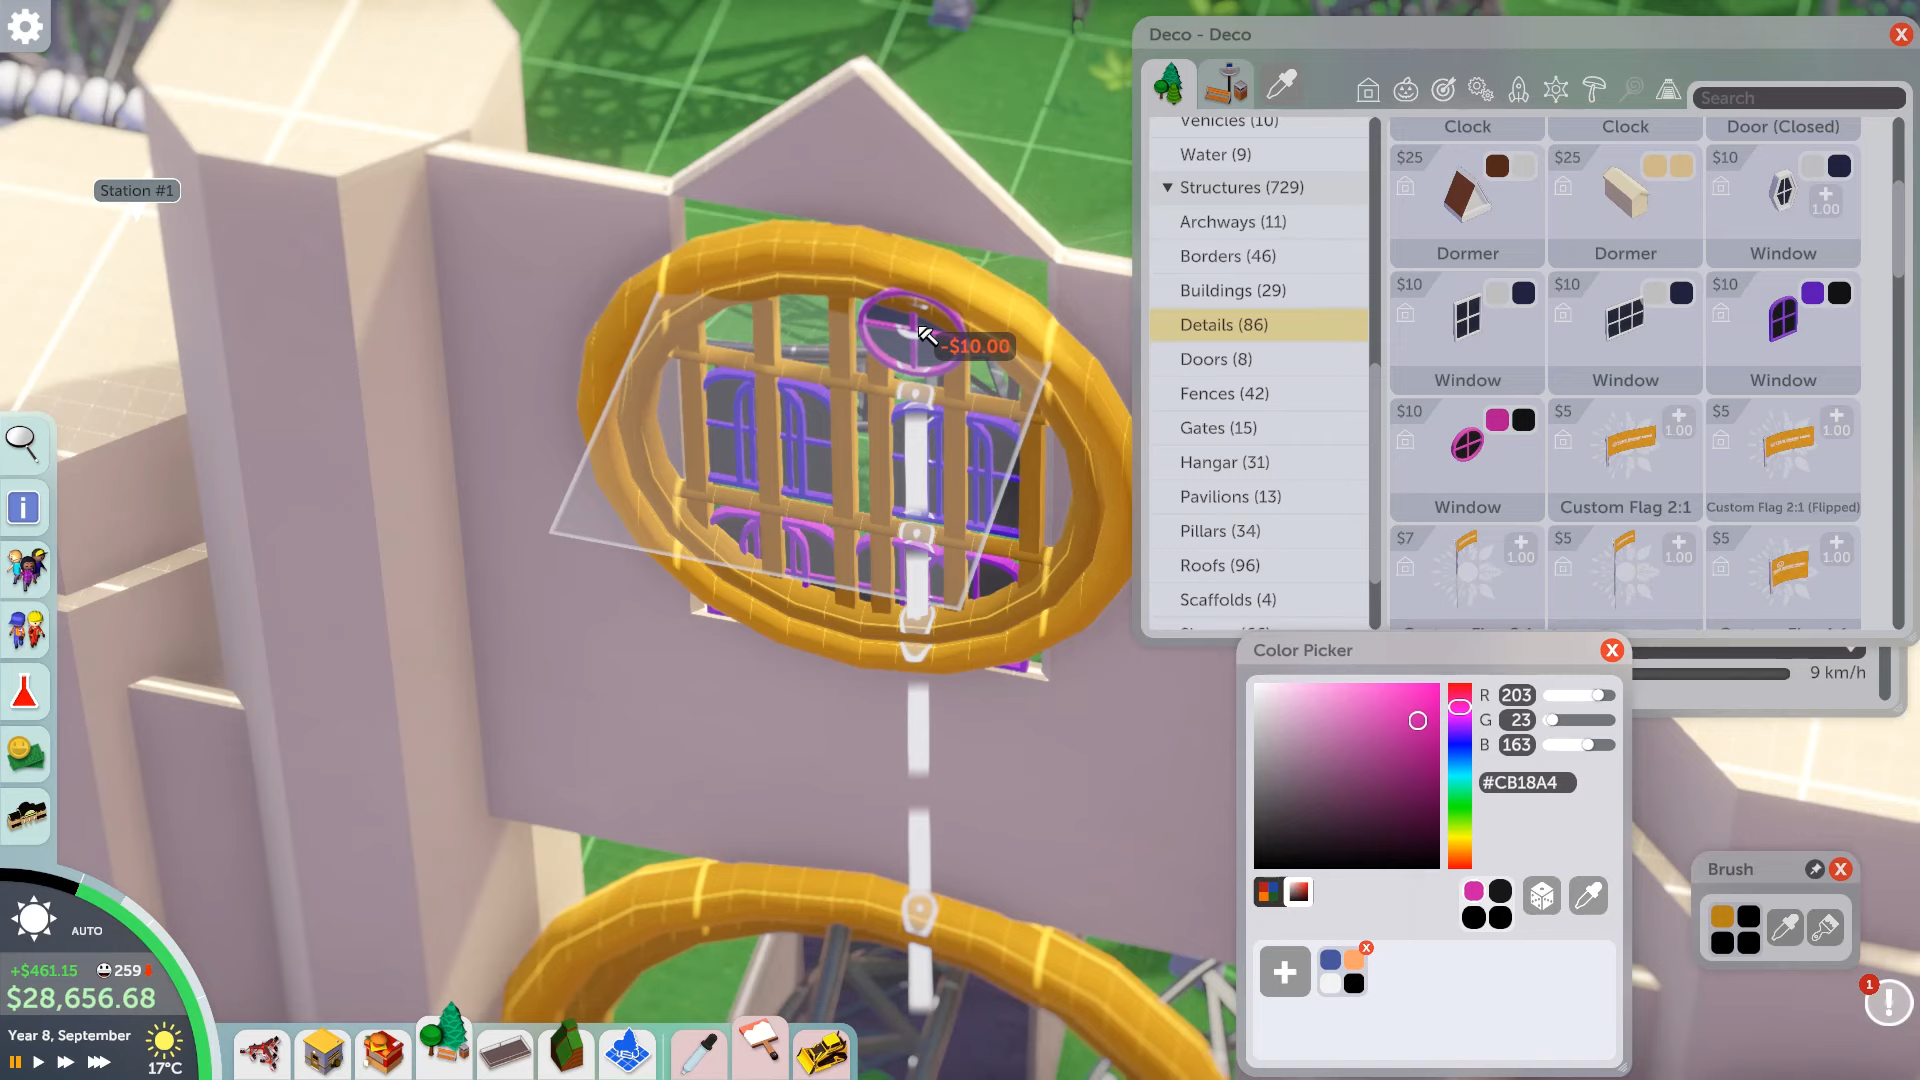 Deco - Deco
X
Search
Vehicles (10)
Water (9)
Structures (729)
Archways (11)
Borders (46)
Buildings (29)
Details (86)
Doors (8)
Fences (42)
Gates (15)
Hangar (31)
Pavilions (13)
Pillars (34)
Roofs (96)
Scaffolds (4)
Clock
Clock
Door (Closed)
$25
Dormer
$25
Dormer
$10
1.00
Window
$10
Window
$10
Window
$10
Window
$10
Window
$5
1.00
Custom Flag 2:1
$5
1.00
Custom Flag 2:1 (Flipped)
$7
1.00
$5
1.00
$5
1.00
Station #1
-$10.00
9 km/h
Color Picker
X
R 203
G 23
B 163
#CB18A4
X
Brush
X
1
AUTO
+$461.15
259
$28,656.68
Year 8, September
17°C